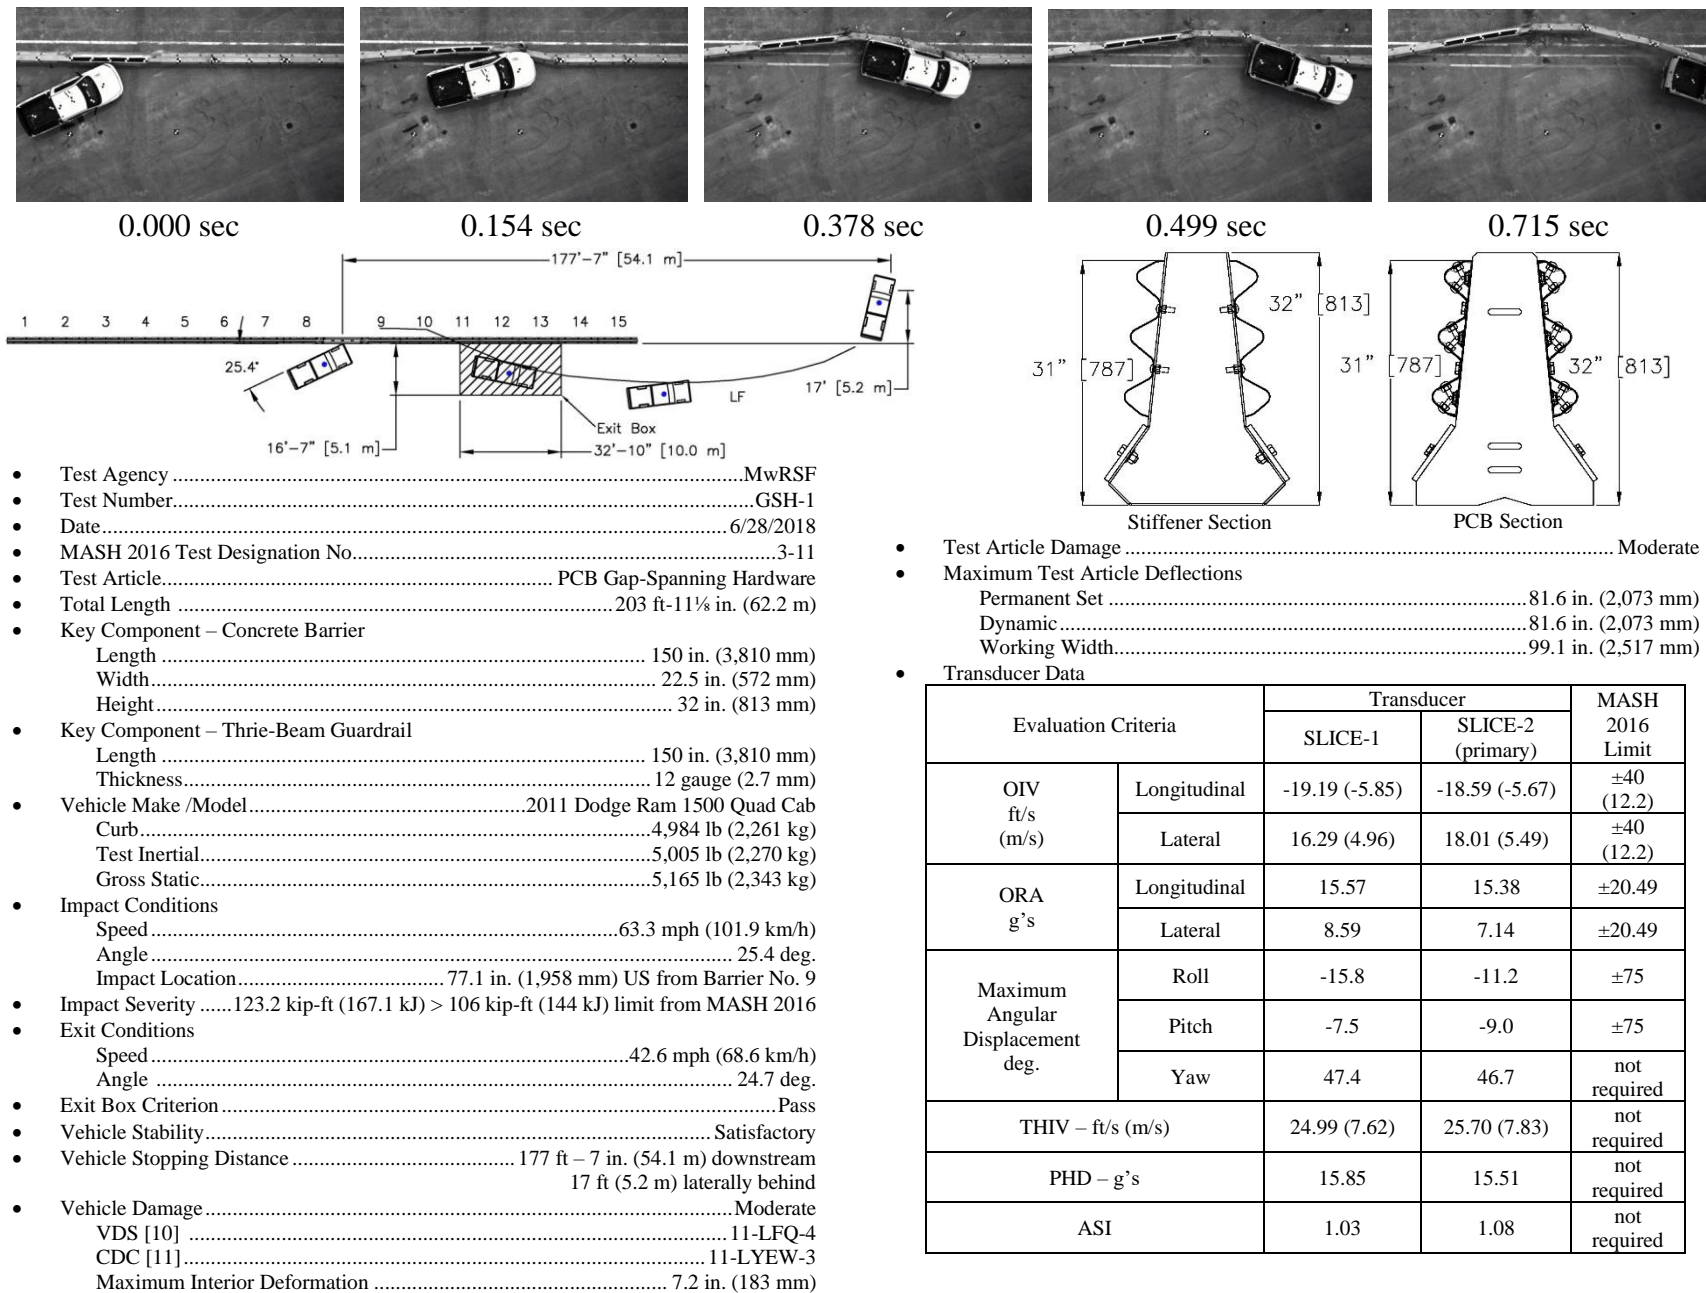 0.000 sec
0.154 sec
0.378 sec
0.499 sec
0.715 sec
177'-7" [54.1 m]
1 2 3 4 5 6 7 8 9 10 11 12 13 14 15
25.4°
LF
17' [5.2 m]
Exit Box
16'-7" [5.1 m]
32'-10" [10.0 m]
32" [813]
31" [787]
Stiffener Section
31" [787]
32" [813]
PCB Section
• Test Agency ... MwRSF
• Test Number ... GSH-1
• Date ... 6/28/2018
• MASH 2016 Test Designation No. ... 3-11
• Test Article ... PCB Gap-Spanning Hardware
• Total Length ... 203 ft-11⅛ in. (62.2 m)
• Key Component – Concrete Barrier
Length ... 150 in. (3,810 mm)
Width ... 22.5 in. (572 mm)
Height ... 32 in. (813 mm)
• Key Component – Thrie-Beam Guardrail
Length ... 150 in. (3,810 mm)
Thickness ... 12 gauge (2.7 mm)
• Vehicle Make /Model ... 2011 Dodge Ram 1500 Quad Cab
Curb ... 4,984 lb (2,261 kg)
Test Inertial ... 5,005 lb (2,270 kg)
Gross Static ... 5,165 lb (2,343 kg)
• Impact Conditions
Speed ... 63.3 mph (101.9 km/h)
Angle ... 25.4 deg.
Impact Location ... 77.1 in. (1,958 mm) US from Barrier No. 9
• Impact Severity ...... 123.2 kip-ft (167.1 kJ) > 106 kip-ft (144 kJ) limit from MASH 2016
• Exit Conditions
Speed ... 42.6 mph (68.6 km/h)
Angle ... 24.7 deg.
• Exit Box Criterion ... Pass
• Vehicle Stability ... Satisfactory
• Vehicle Stopping Distance ... 177 ft – 7 in. (54.1 m) downstream
17 ft (5.2 m) laterally behind
• Vehicle Damage ... Moderate
VDS [10] ... 11-LFQ-4
CDC [11] ... 11-LYEW-3
Maximum Interior Deformation ... 7.2 in. (183 mm)
• Test Article Damage ... Moderate
• Maximum Test Article Deflections
Permanent Set ... 81.6 in. (2,073 mm)
Dynamic ... 81.6 in. (2,073 mm)
Working Width ... 99.1 in. (2,517 mm)
• Transducer Data
Evaluation Criteria
Transducer
MASH 2016 Limit
SLICE-1
SLICE-2 (primary)
OIV ft/s (m/s)
Longitudinal -19.19 (-5.85) -18.59 (-5.67) ±40 (12.2)
Lateral 16.29 (4.96) 18.01 (5.49) ±40 (12.2)
ORA g's
Longitudinal 15.57 15.38 ±20.49
Lateral 8.59 7.14 ±20.49
Maximum Angular Displacement deg.
Roll -15.8 -11.2 ±75
Pitch -7.5 -9.0 ±75
Yaw 47.4 46.7 not required
THIV – ft/s (m/s) 24.99 (7.62) 25.70 (7.83) not required
PHD – g's 15.85 15.51 not required
ASI 1.03 1.08 not required